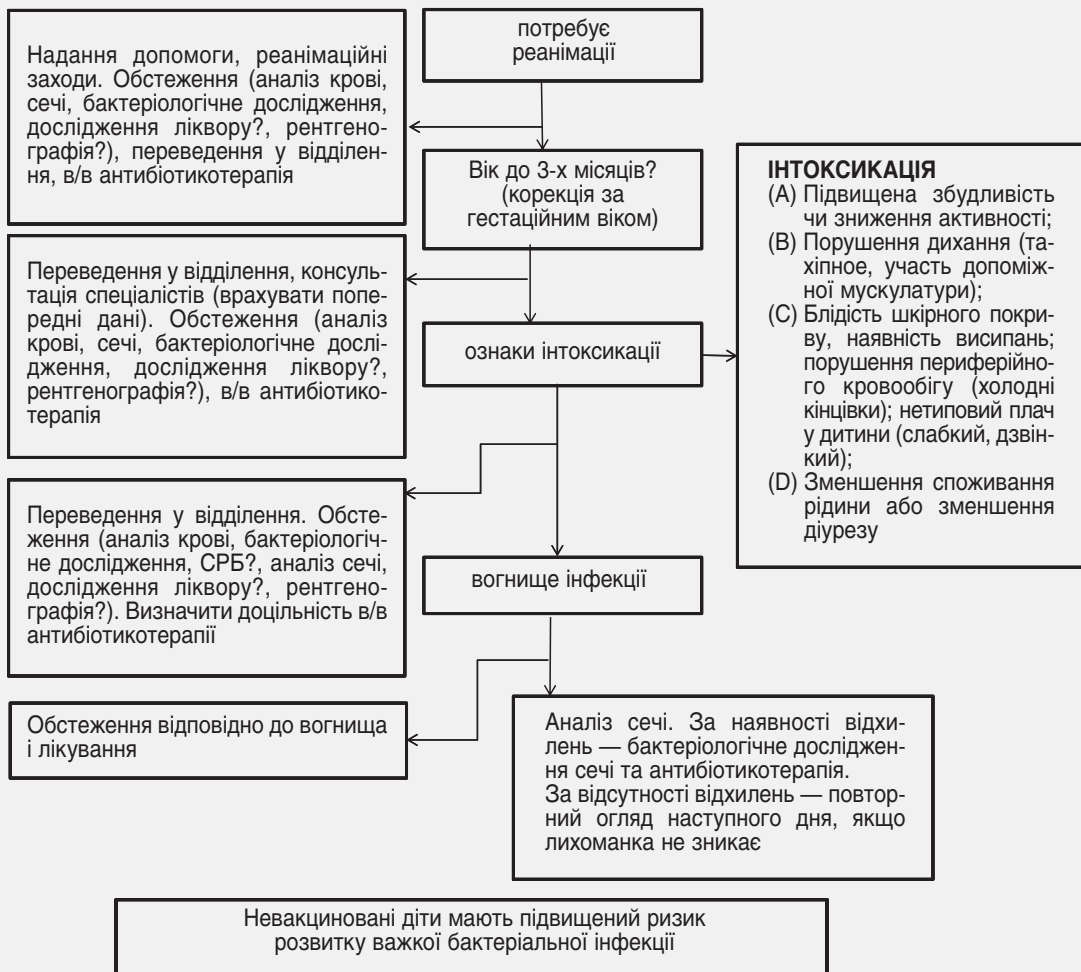 потребує
реанімації
Надання допомоги, реанімаційні
заходи. Обстеження (аналіз крові,
сечі, бактеріологічне дослідження,
дослідження ліквору?, рентгено-
графія?), переведення у відділен-
ня, в/в антибіотикотерапія
Вік до 3-х місяців?
(корекція за
гестаційним віком)
Переведення у відділення, консуль-
тація спеціалістів (врахувати попе-
редні дані). Обстеження (аналіз
крові, сечі, бактеріологічне дослі-
дження, дослідження ліквору?,
рентгенографія?), в/в антибіотико-
терапія
ознаки інтоксикації
ІНТОКСИКАЦІЯ
(A) Підвищена збудливість
чи зниження активності;
(B) Порушення дихання (та-
хіпное, участь допоміж-
ної мускулатури);
(C) Блідість шкірного покри-
ву, наявність висипань;
порушення периферійно-
го кровообігу (холодні
кінцівки); нетиповий плач
у дитини (слабкий, дзвін-
кий);
(D) Зменшення споживання
рідини або зменшення
діурезу
Переведення у відділення. Обсте-
ження (аналіз крові, бактеріологіч-
не дослідження, СРБ?, аналіз сечі,
дослідження ліквору?, рентгено-
графія?). Визначити доцільність в/в
антибіотикотерапії
вогнище інфекції
Обстеження відповідно до вогнища
і лікування
Аналіз сечі. За наявності відхи-
лень — бактеріологічне дослiджен-
ня сечі та антибіотикотерапія.
За відсутності відхилень — повтор-
ний огляд наступного дня, якщо
лихоманка не зникає
Невакциновані діти мають підвищений ризик
розвитку важкої бактеріальної інфекції